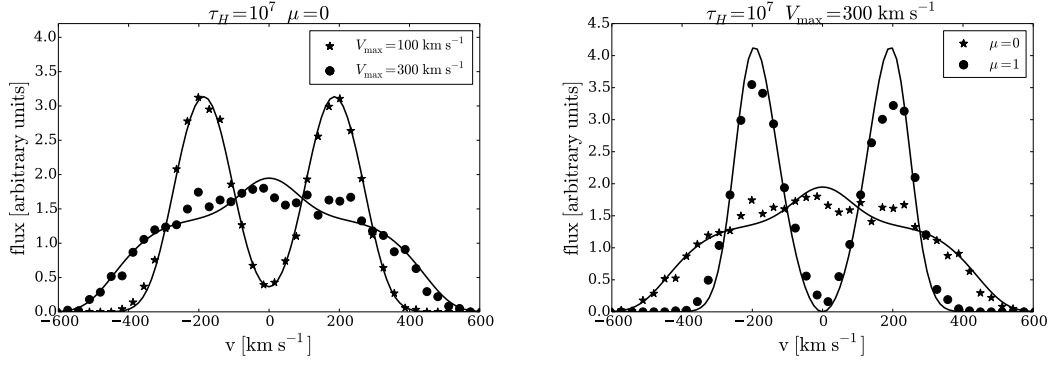 τ_H=10⁷ μ=0
V_max=100 km s⁻¹
V_max=300 km s⁻¹
flux [arbitrary units]
4.0
3.5
3.0
2.5
2.0
1.5
1.0
0.5
0.0
−600 −400 −200 0 200 400 600
v [km s⁻¹]
τ_H=10⁷ V_max=300 km s⁻¹
μ=0
μ=1
flux [arbitrary units]
4.5
4.0
3.5
3.0
2.5
2.0
1.5
1.0
0.5
0.0
−600 −400 −200 0 200 400 600
v [km s⁻¹]